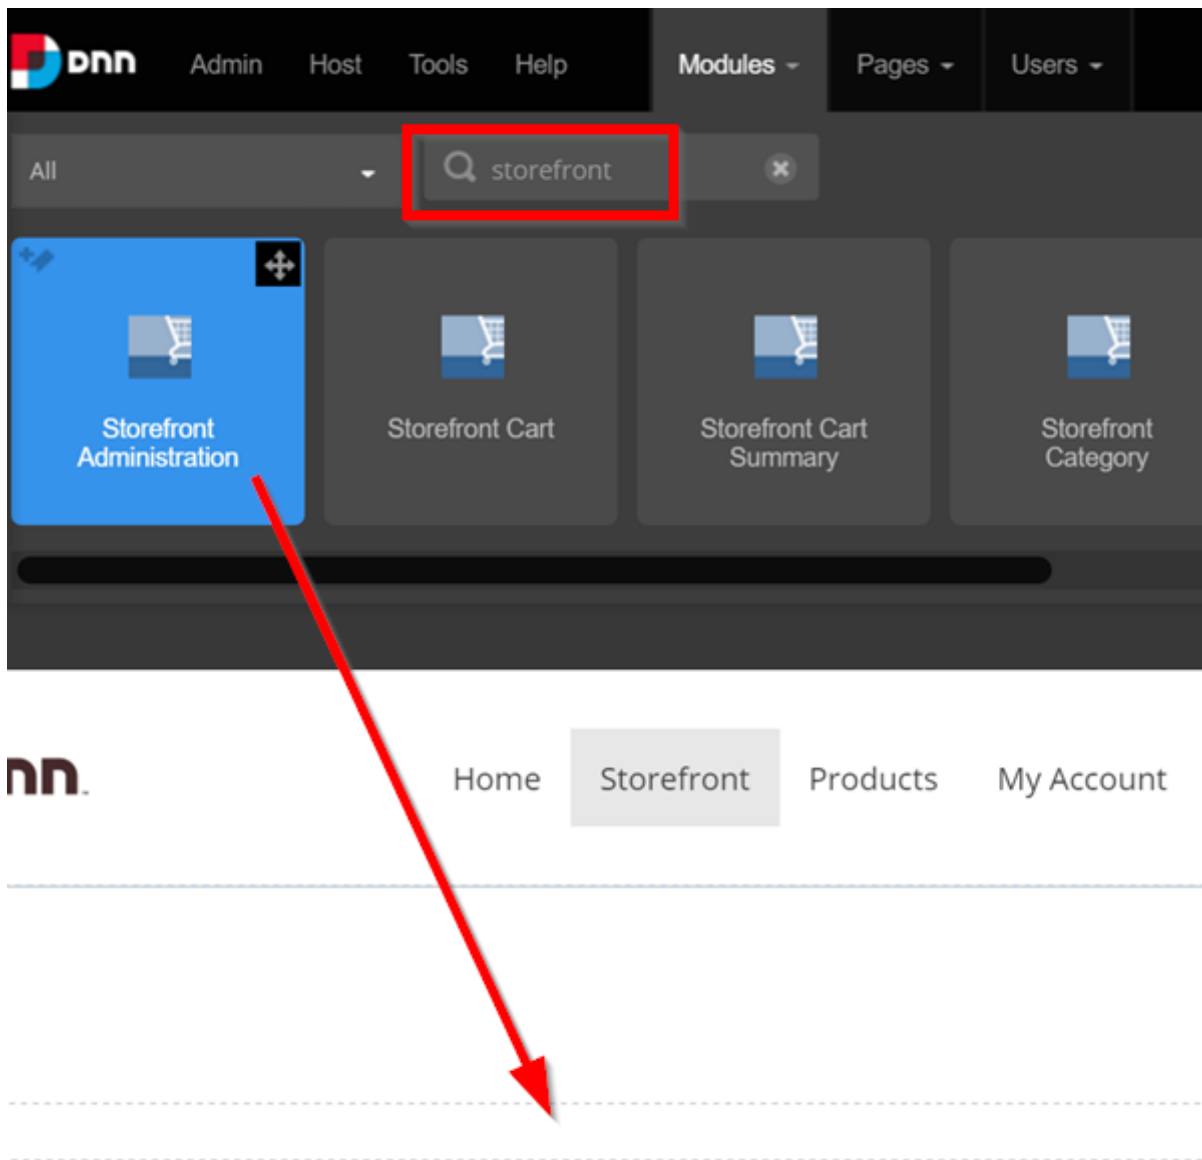 DNN Admin Host Tools Help Modules Pages Users
All storefront
Storefront
Administration
Storefront Cart
Storefront Cart
Summary
Storefront
Category
nn. Home Storefront Products My Account